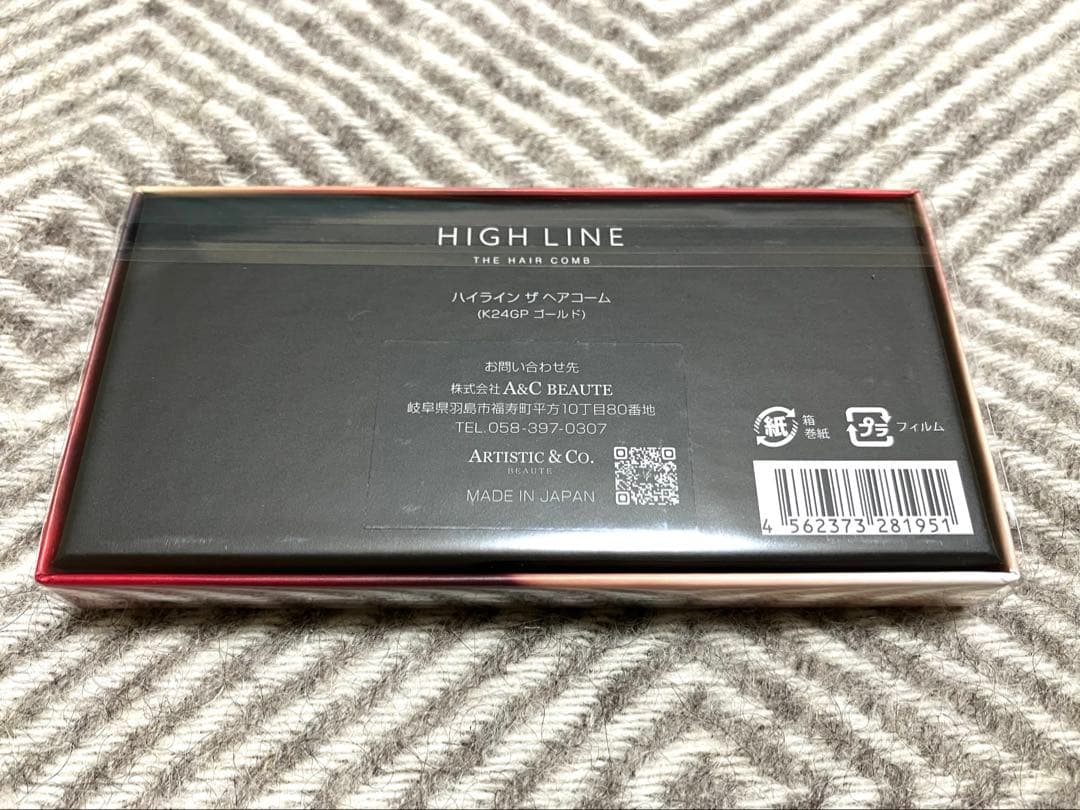 HIGH LINE
THE HAIR COMB
ハイライン ザ ヘアコーム
(K24GP ゴールド)
お問い合わせ先
株式会社 A&C BEAUTE
岐阜県羽島市福寿町平方10丁目80番地
TEL.058-397-0307
ARTISTIC & CO.
BEAUTE
MADE IN JAPAN
紙 箱
巻紙
プラ フィルム
4 562373 281951